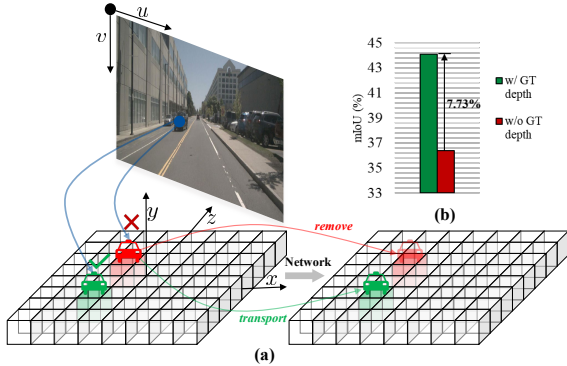 u
v
45
43
41
39
37
35
33
mIoU (%)
7.73%
w/ GT
depth
w/o GT
depth
(b)
y
z
x
remove
Network
transport
(a)